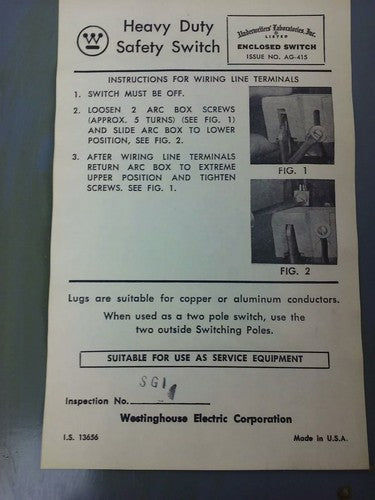 Heavy Duty
Safety Switch
Underwriters' Laboratories, Inc.
LISTED
ENCLOSED SWITCH
ISSUE NO. AG-415
INSTRUCTIONS FOR WIRING LINE TERMINALS
1. SWITCH MUST BE OFF.
2. LOOSEN 2 ARC BOX SCREWS
(APPROX. 5 TURNS) (SEE FIG. 1)
AND SLIDE ARC BOX TO LOWER
POSITION, SEE FIG. 2.
3. AFTER WIRING LINE TERMINALS
RETURN ARC BOX TO EXTREME
UPPER POSITION AND TIGHTEN
SCREWS. SEE FIG. 1.
FIG. 1
FIG. 2
Lugs are suitable for copper or aluminum conductors.
When used as a two pole switch, use the
two outside Switching Poles.
SUITABLE FOR USE AS SERVICE EQUIPMENT
Inspection No. SG1
Westinghouse Electric Corporation
I.S. 13656
Made in U.S.A.